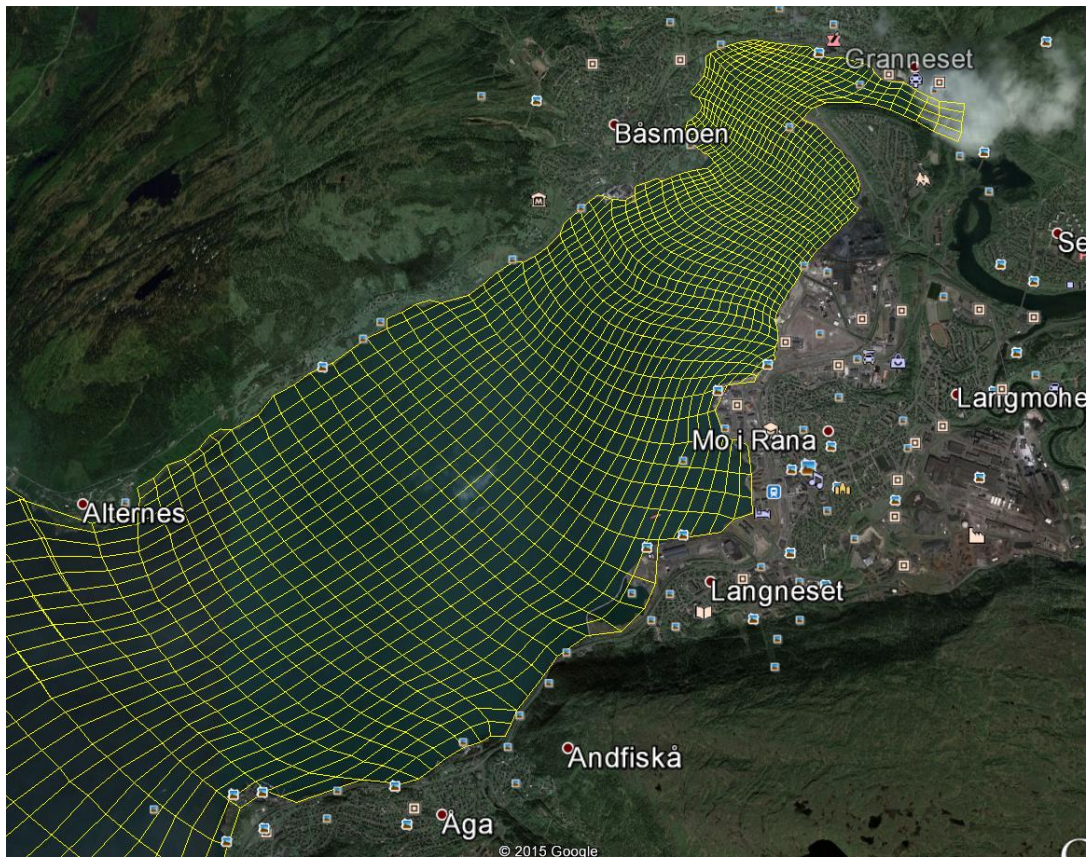 Granneset
Båsmoen
Se
Langmohe
Mo i Rana
Alternes
Langneset
Andfiskå
Åga
© 2015 Google